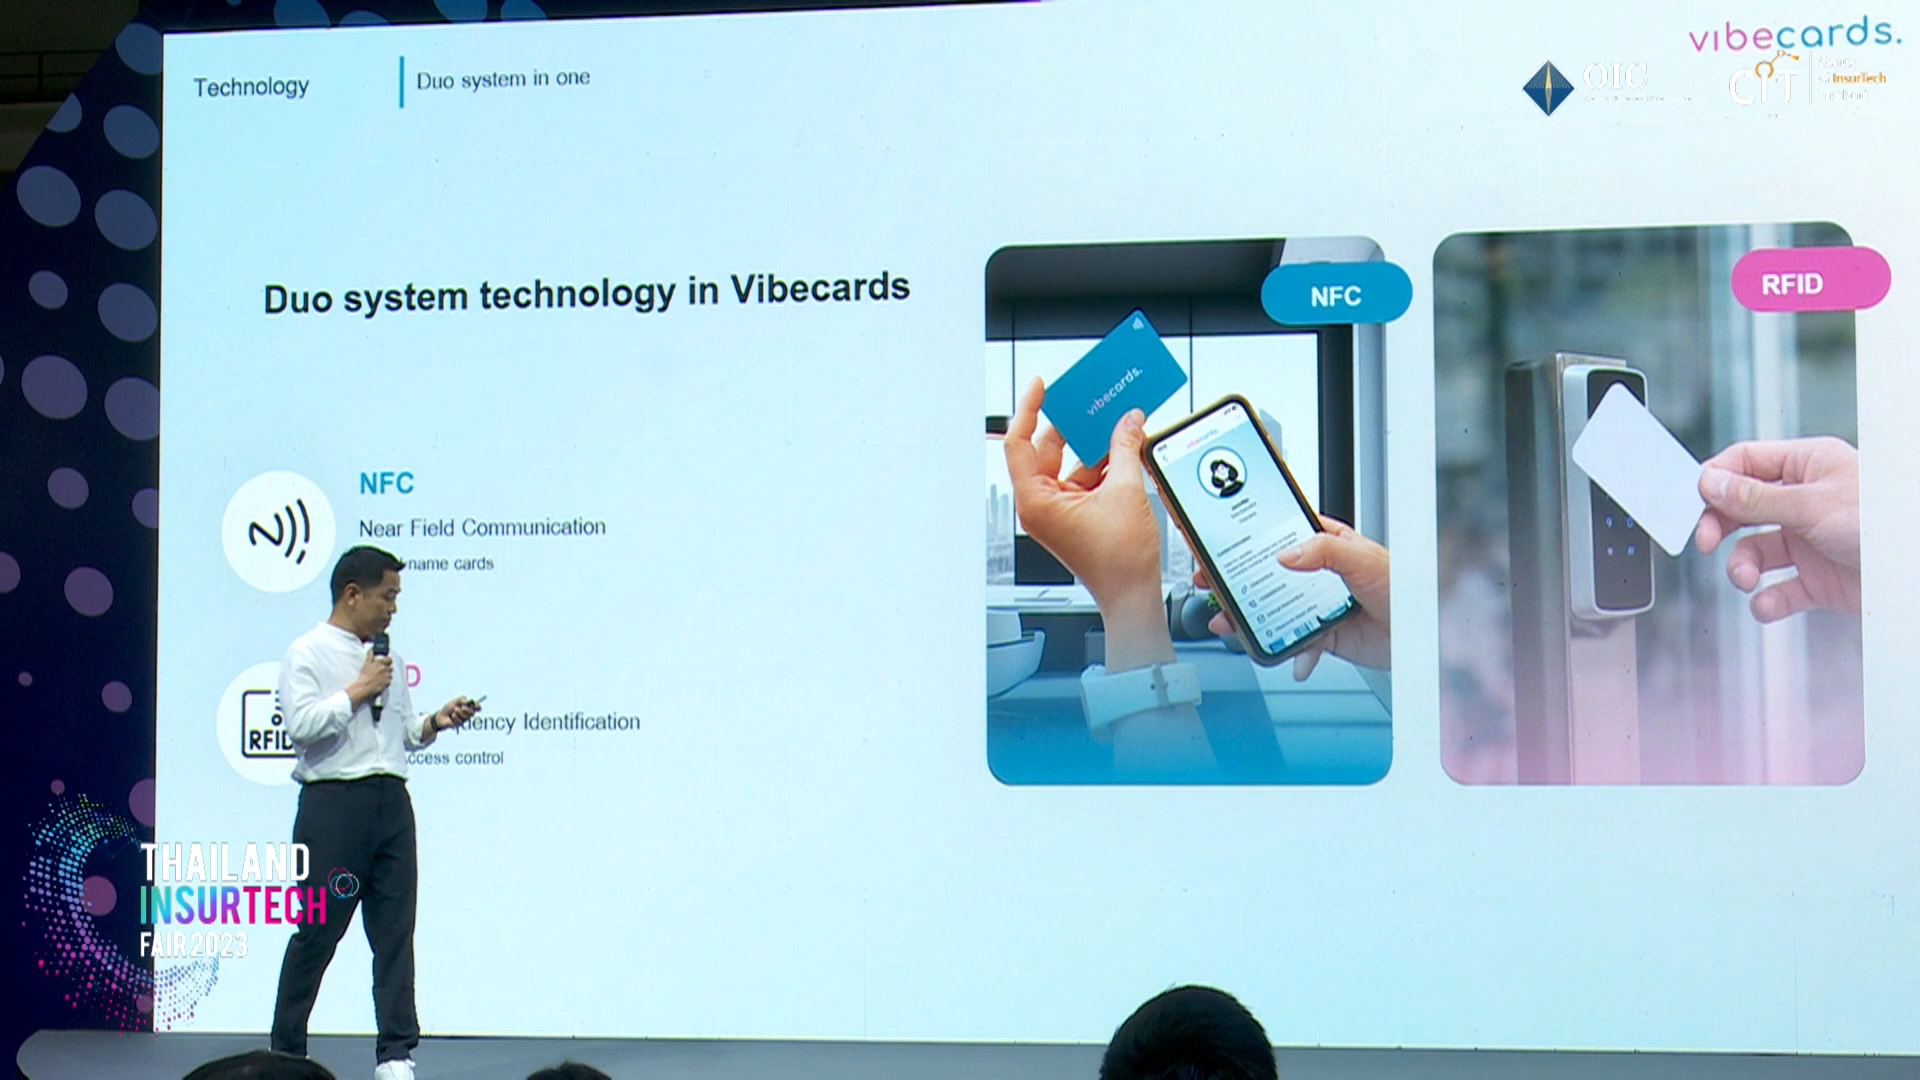 vibecards.
Technology
Duo system in one
OIC
CIT
InsurTech
Duo system technology in Vibecards
NFC
RFID
vibecards.
vibecards.
NFC
Near Field Communication
name cards
D
RFID
ency Identification
ccess control
THAILAND
INSURTECH
FAIR 2023